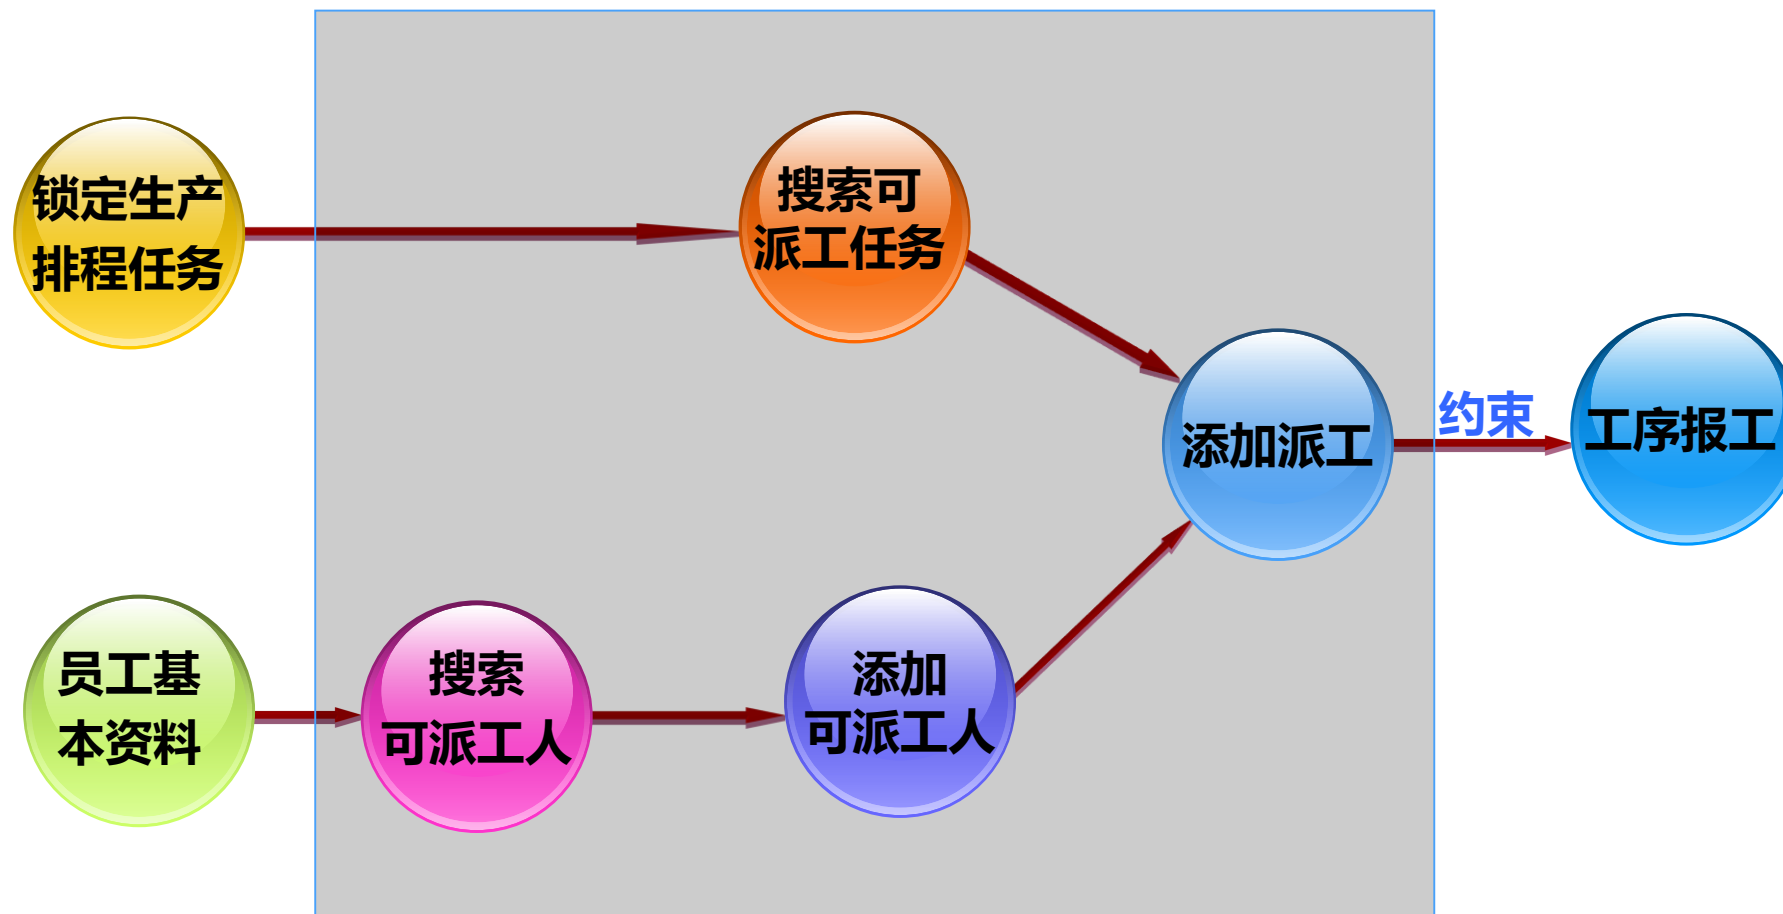 锁定生产
排程任务
搜索可
派工任务
添加派工
约束
工序报工
员工基
本资料
搜索
可派工人
添加
可派工人